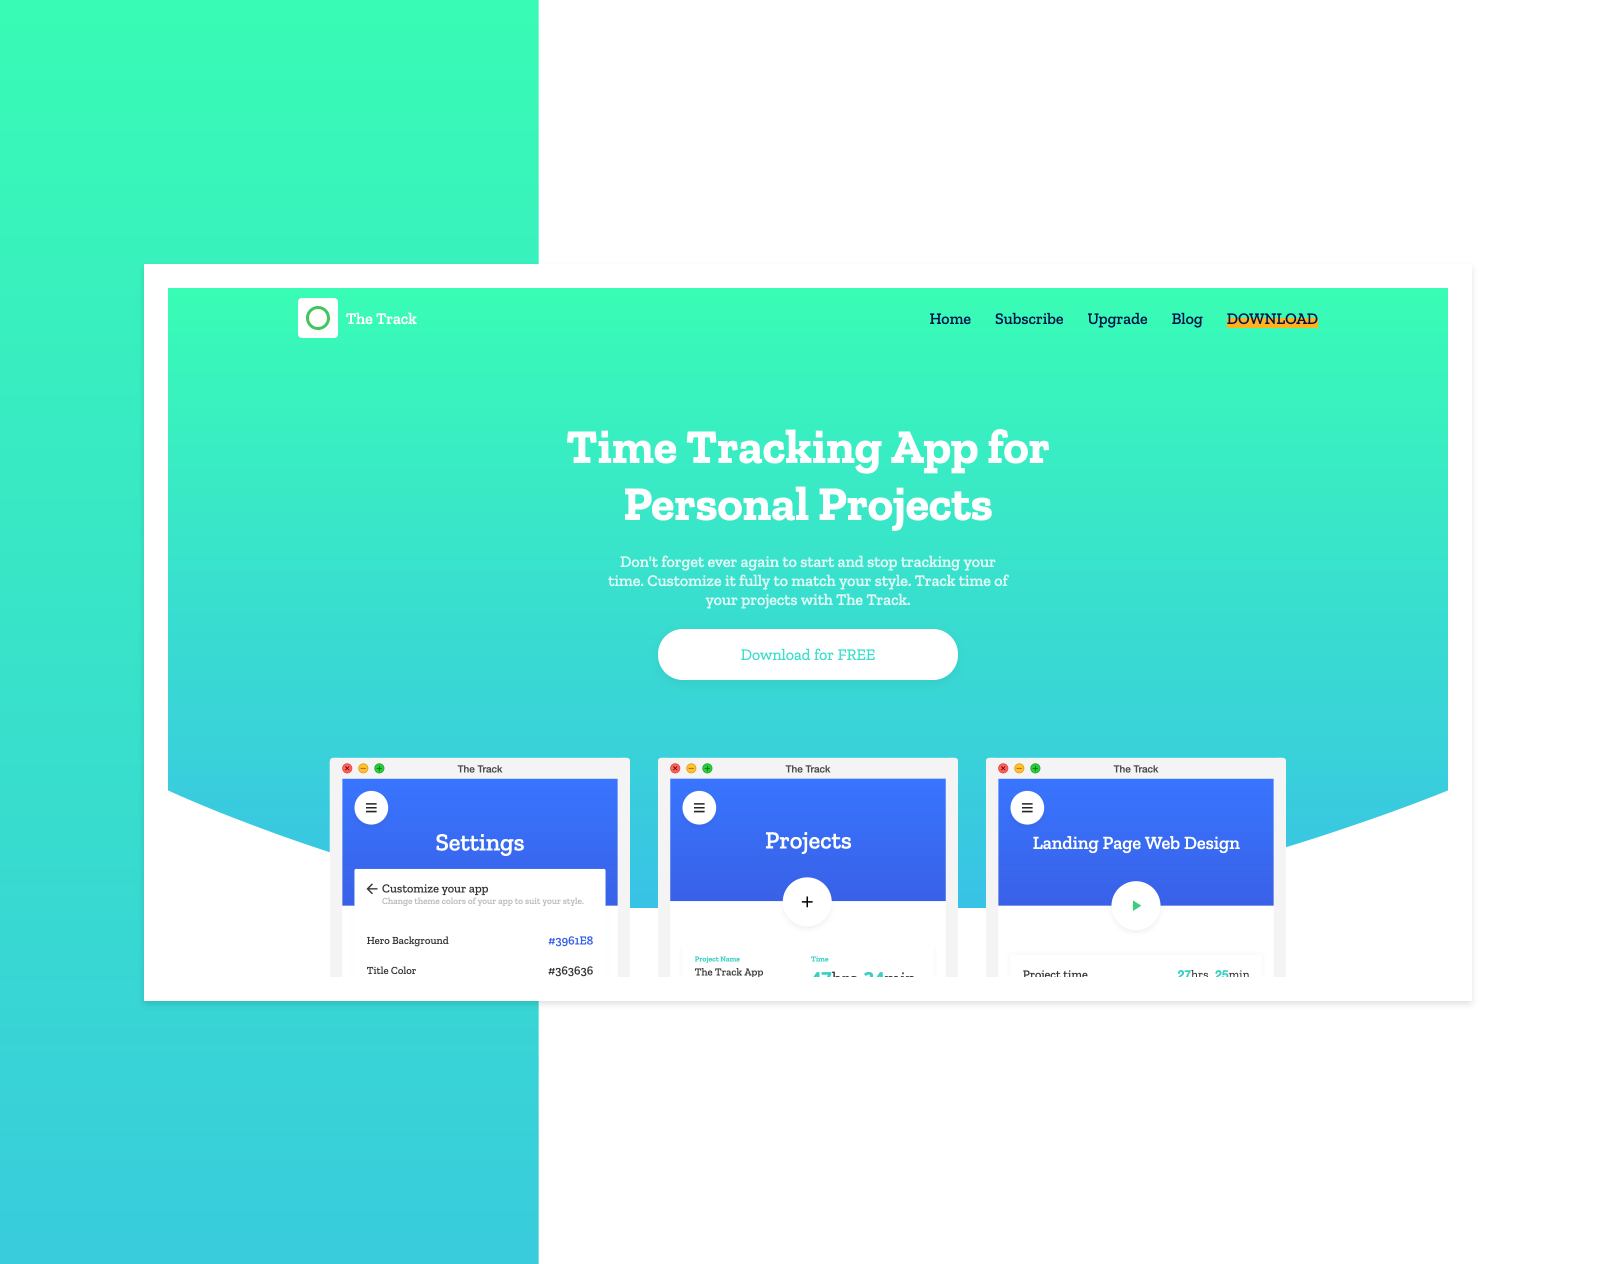 The Track
Home Subscribe Upgrade Blog DOWNLOAD
Time Tracking App for
Personal Projects
Don't forget ever again to start and stop tracking your
time. Customize it fully to match your style. Track time of
your projects with The Track.
Download for FREE
The Track
Settings
Customize your app
Change theme colors of your app to suit your style.
Hero Background #3961E8
Title Color #363636
The Track
Projects
Project Name Time
The Track App 47hrs 24min
The Track
Landing Page Web Design
Project time 27hrs 25min